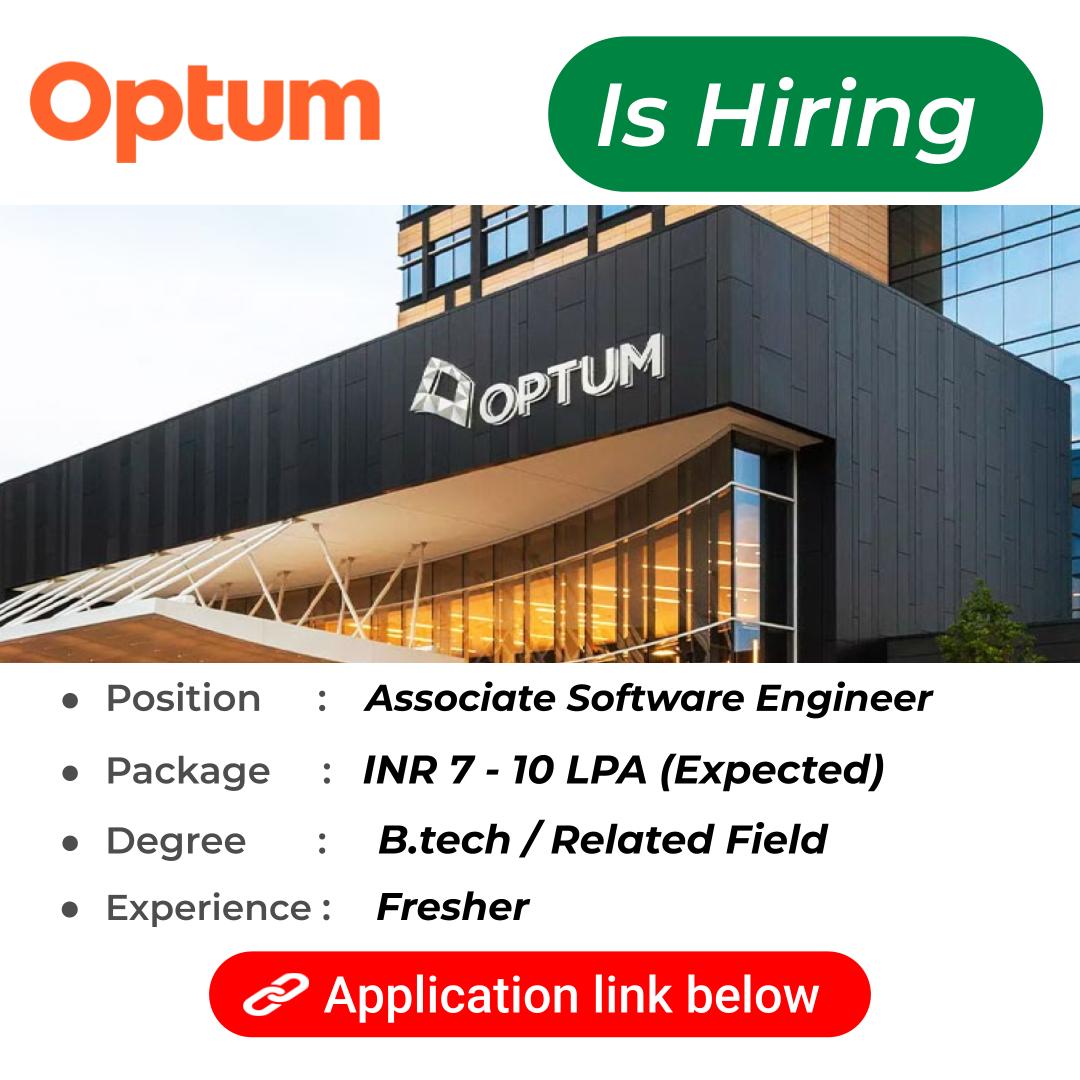 Optum
Is Hiring
OPTUM
• Position : Associate Software Engineer
• Package : INR 7 - 10 LPA (Expected)
• Degree : B.tech / Related Field
• Experience : Fresher
Application link below